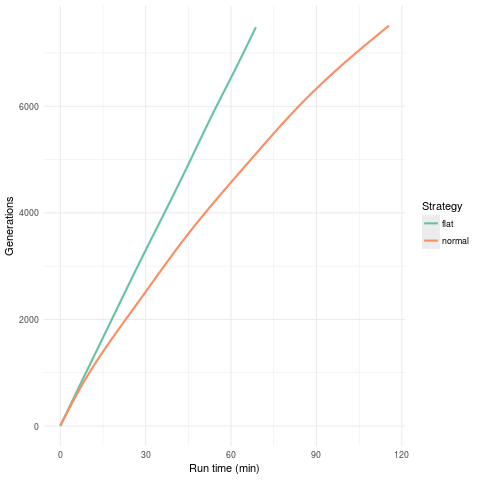 Generations
6000
4000
2000
0
0 30 60 90 120
Run time (min)
Strategy
flat
normal